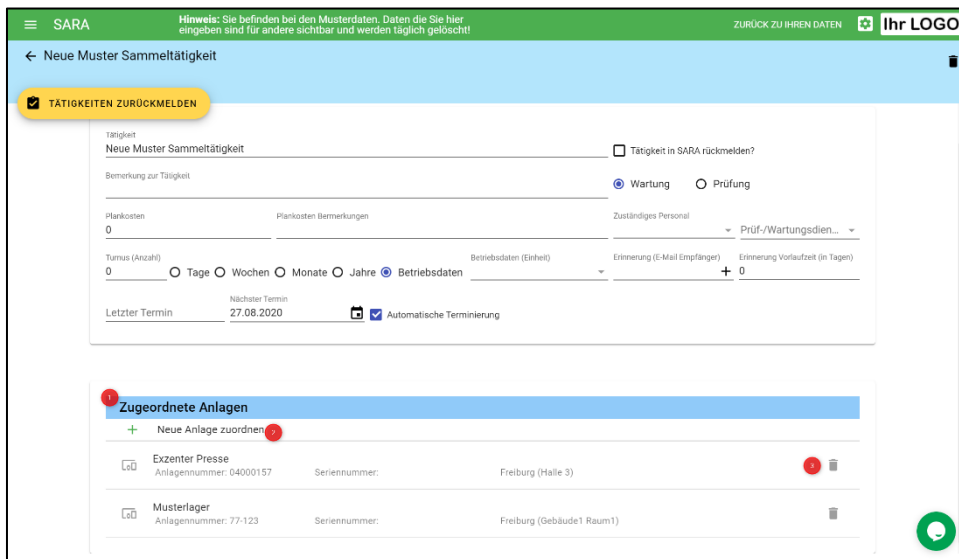 SARA
Hinweis: Sie befinden bei den Musterdaten. Daten die Sie hier
eingeben sind für andere sichtbar und werden täglich gelöscht!
ZURÜCK ZU IHREN DATEN
Ihr LOGO
Neue Muster Sammeltätigkeit
TÄTIGKEITEN ZURÜCKMELDEN
Tätigkeit
Neue Muster Sammeltätigkeit
Tätigkeit in SARA rückmelden?
Bemerkung zur Tätigkeit
Wartung Prüfung
Plankosten Plankosten Bermerkungen Zuständiges Personal
0 Prüf-/Wartungsdien...
Turnus (Anzahl) Betriebsdaten (Einheit) Erinnerung (E-Mail Empfänger) Erinnerung Vorlaufzeit (in Tagen)
0 Tage Wochen Monate Jahre Betriebsdaten + 0
Nächster Termin
Letzter Termin 27.08.2020 Automatische Terminierung
1
Zugeordnete Anlagen
+ Neue Anlage zuordnen 2
Exzenter Presse
Anlagennummer: 04000157 Seriennummer: Freiburg (Halle 3) 3
Musterlager
Anlagennummer: 77-123 Seriennummer: Freiburg (Gebäude1 Raum1)